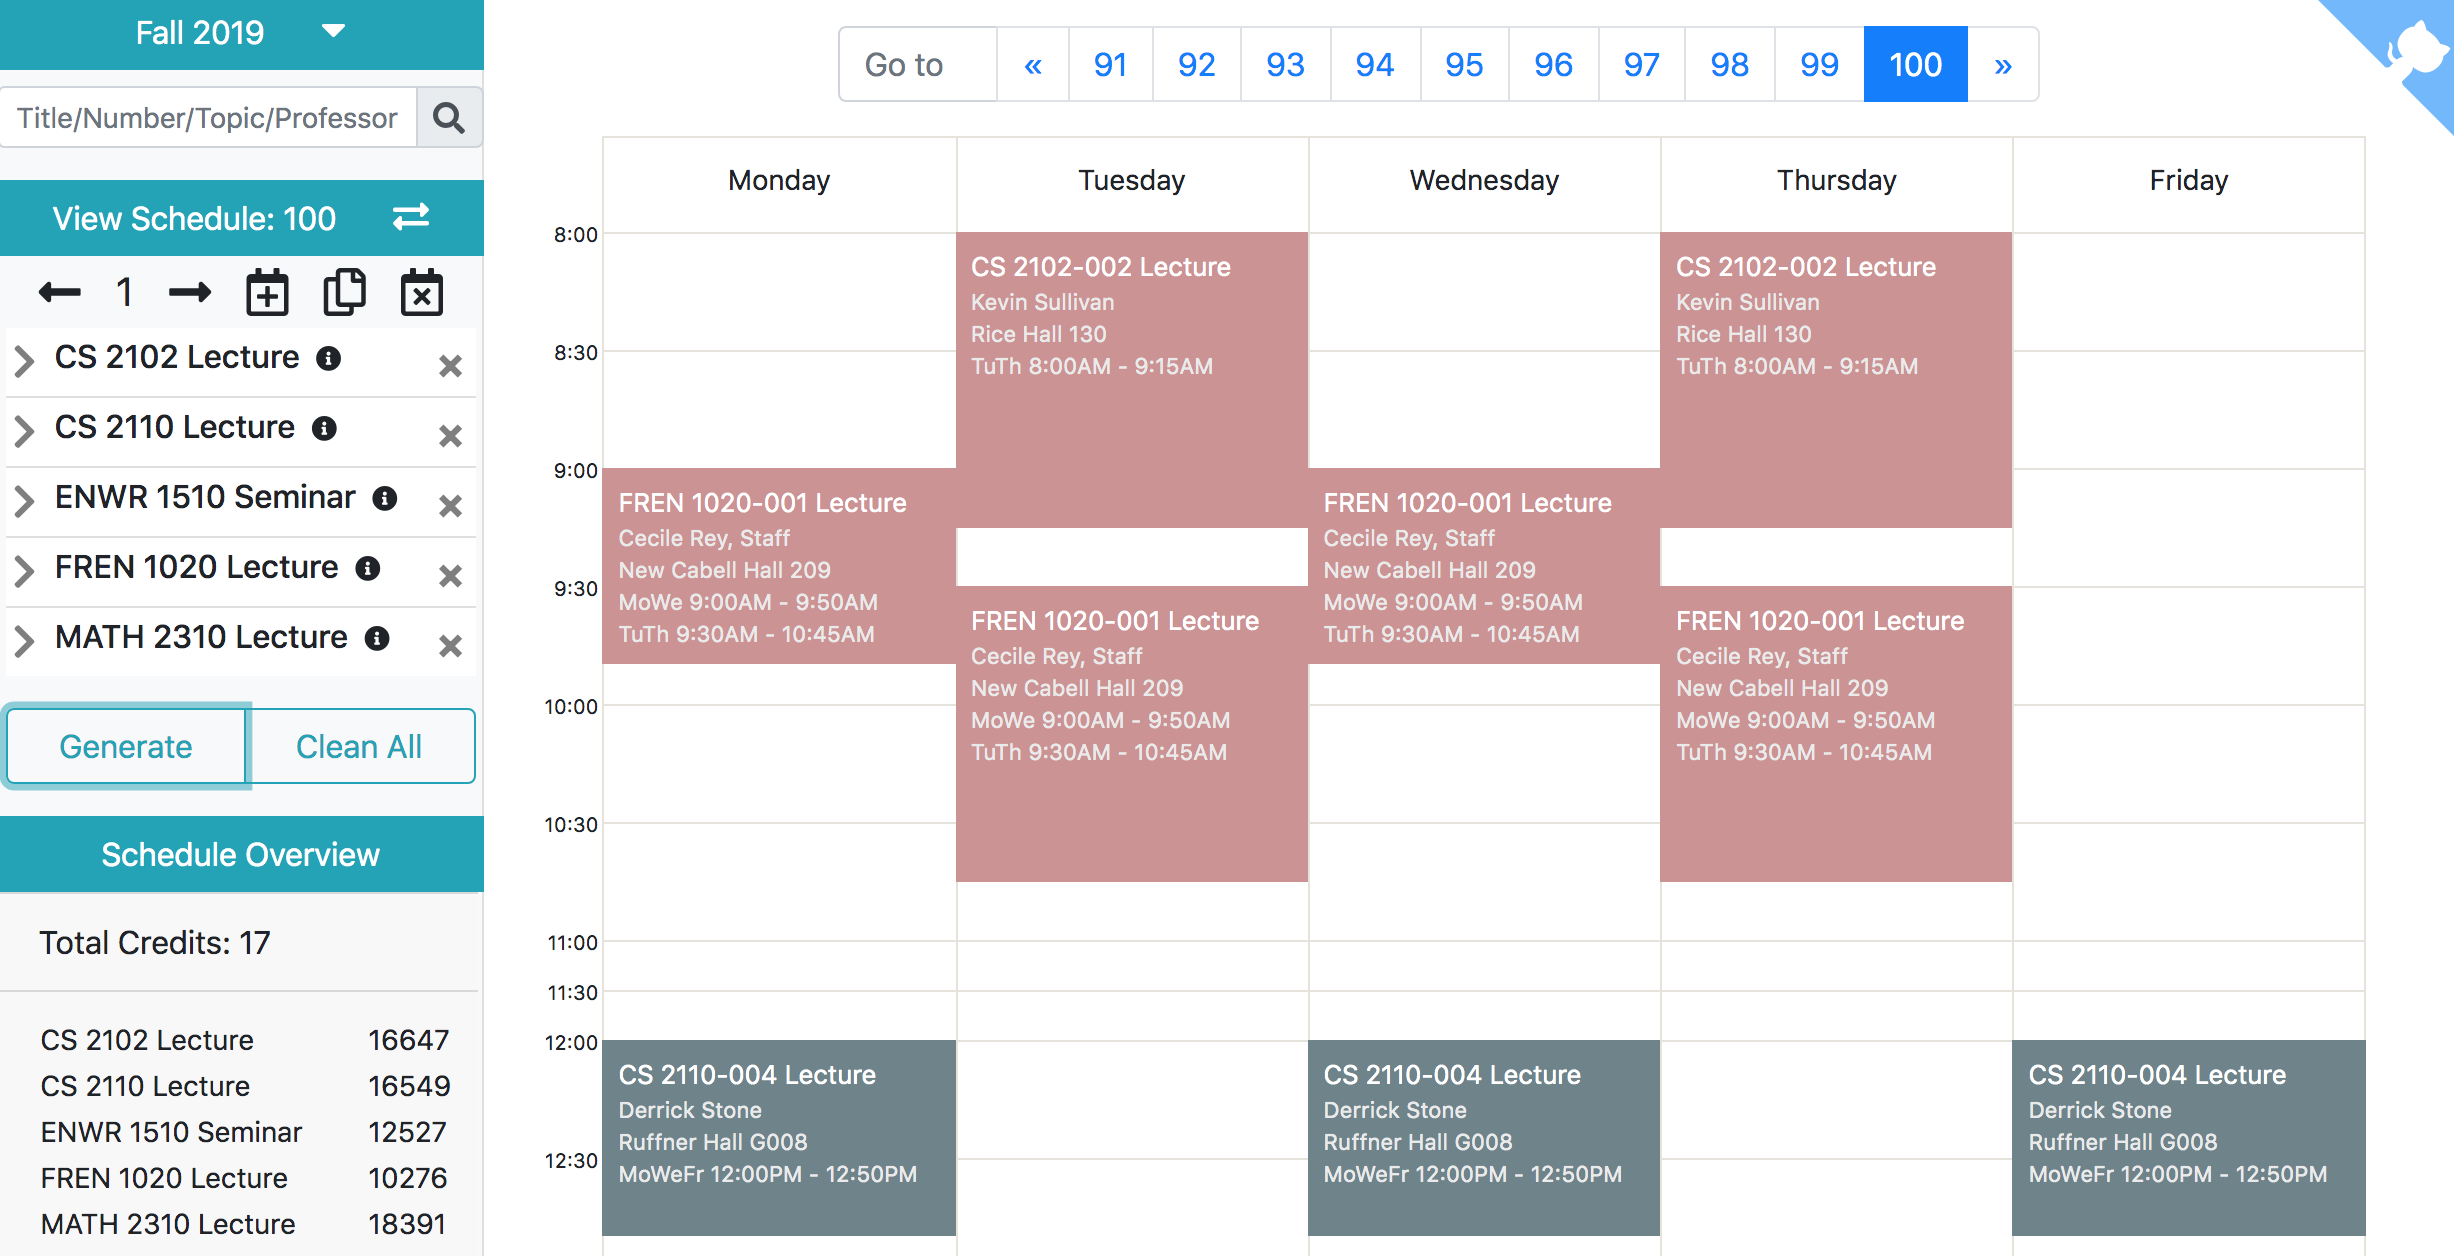 Fall 2019
Title/Number/Topic/Professor
View Schedule: 100
1
CS 2102 Lecture
CS 2110 Lecture
ENWR 1510 Seminar
FREN 1020 Lecture
MATH 2310 Lecture
Generate Clean All
Schedule Overview
Total Credits: 17
CS 2102 Lecture 16647
CS 2110 Lecture 16549
ENWR 1510 Seminar 12527
FREN 1020 Lecture 10276
MATH 2310 Lecture 18391
Go to « 91 92 93 94 95 96 97 98 99 100 »
Monday Tuesday Wednesday Thursday Friday
8:00
8:30
9:00
9:30
10:00
10:30
11:00
11:30
12:00
12:30
FREN 1020-001 Lecture
Cecile Rey, Staff
New Cabell Hall 209
MoWe 9:00AM - 9:50AM
TuTh 9:30AM - 10:45AM
CS 2110-004 Lecture
Derrick Stone
Ruffner Hall G008
MoWeFr 12:00PM - 12:50PM
CS 2102-002 Lecture
Kevin Sullivan
Rice Hall 130
TuTh 8:00AM - 9:15AM
FREN 1020-001 Lecture
Cecile Rey, Staff
New Cabell Hall 209
MoWe 9:00AM - 9:50AM
TuTh 9:30AM - 10:45AM
FREN 1020-001 Lecture
Cecile Rey, Staff
New Cabell Hall 209
MoWe 9:00AM - 9:50AM
TuTh 9:30AM - 10:45AM
CS 2110-004 Lecture
Derrick Stone
Ruffner Hall G008
MoWeFr 12:00PM - 12:50PM
CS 2102-002 Lecture
Kevin Sullivan
Rice Hall 130
TuTh 8:00AM - 9:15AM
FREN 1020-001 Lecture
Cecile Rey, Staff
New Cabell Hall 209
MoWe 9:00AM - 9:50AM
TuTh 9:30AM - 10:45AM
CS 2110-004 Lecture
Derrick Stone
Ruffner Hall G008
MoWeFr 12:00PM - 12:50PM